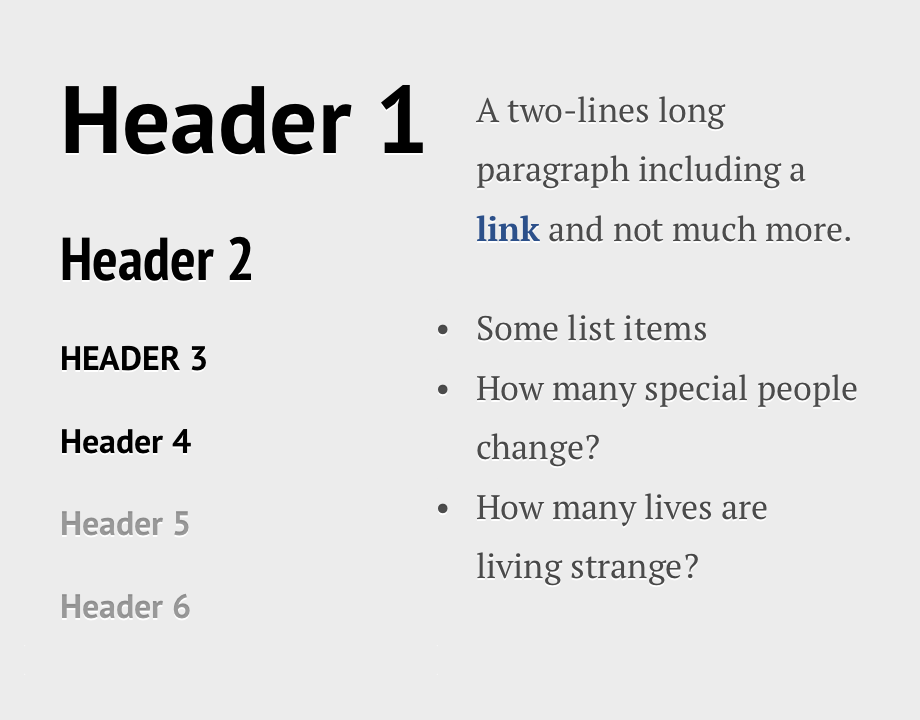 Header 1
Header 2
HEADER 3
Header 4
Header 5
Header 6
A two-lines long
paragraph including a
link and not much more.
• Some list items
• How many special people
change?
• How many lives are
living strange?